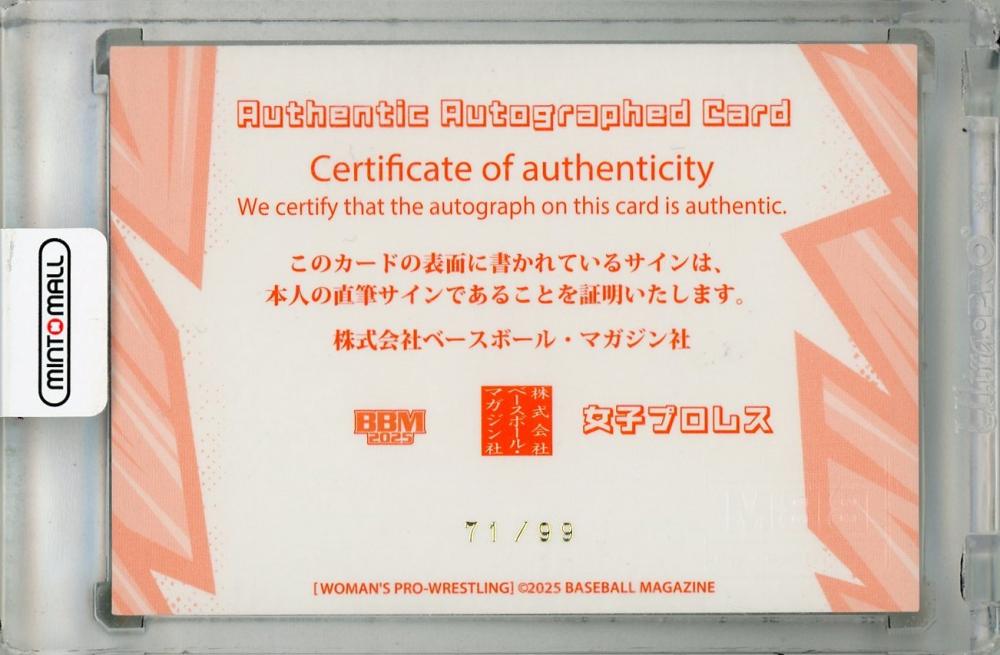 Authentic Autographed Card
Certificate of authenticity
We certify that the autograph on this card is authentic.
このカードの表面に書かれているサインは、
本人の直筆サインであることを証明いたします。
株式会社ベースボール・マガジン社
MINTOMALL
BBM
2025
株式会社
ベースボール・
マガジン社
女子プロレス
71/99
[WOMAN'S PRO-WRESTLING] ©2025 BASEBALL MAGAZINE